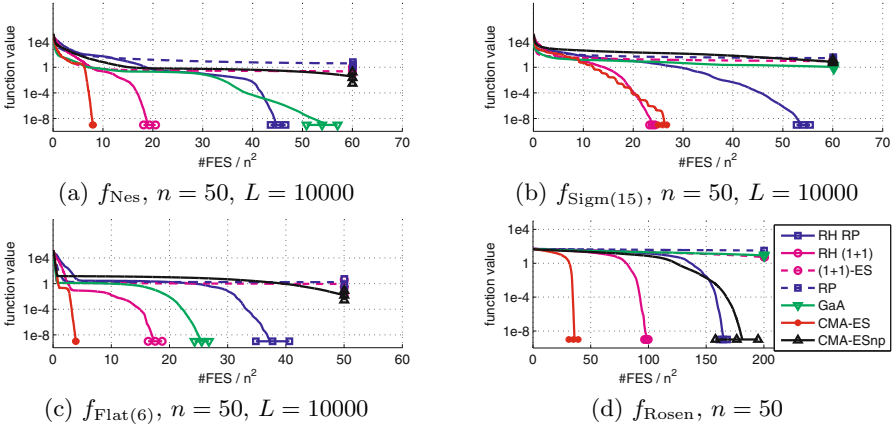 function value
1e4
1
1e-4
1e-8
0 10 20 30 40 50 60 70
#FES / n²
(a) f_Nes, n = 50, L = 10000
function value
1e4
1
1e-4
1e-8
0 10 20 30 40 50 60 70
#FES / n²
(b) f_Sigm(15), n = 50, L = 10000
function value
1e4
1
1e-4
1e-8
0 10 20 30 40 50 60
#FES / n²
(c) f_Flat(6), n = 50, L = 10000
function value
1e4
1
1e-4
1e-8
0 50 100 150 200
#FES / n²
(d) f_Rosen, n = 50
RH RP
RH (1+1)
(1+1)-ES
RP
GaA
CMA-ES
CMA-ESnp